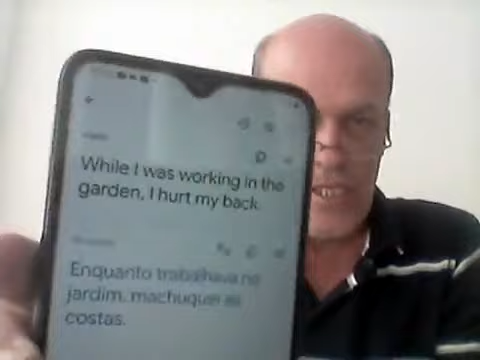 While I was working in the
garden, I hurt my back.
Enquanto trabalhava no
jardim, machuquei as
costas.